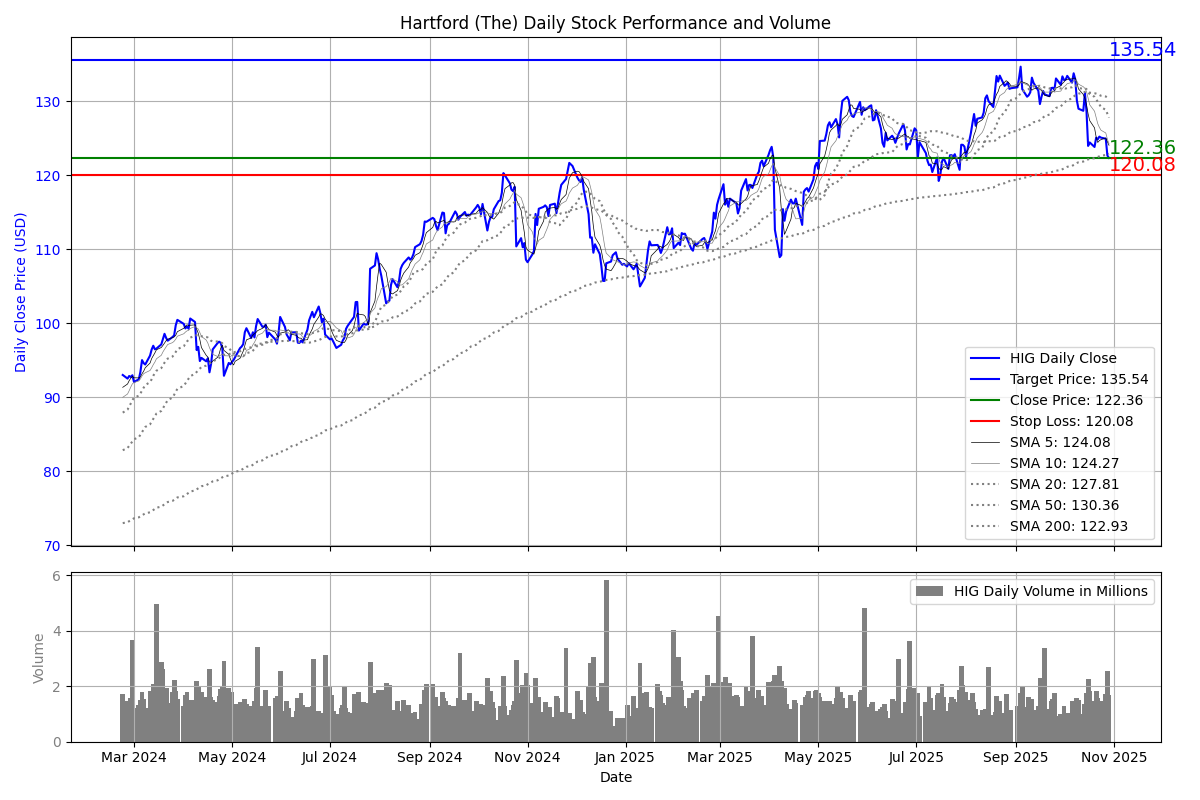 Hartford (The) Daily Stock Performance and Volume
135.54
122.36
120.08
Daily Close Price (USD)
130
120
110
100
90
80
70
HIG Daily Close
Target Price: 135.54
Close Price: 122.36
Stop Loss: 120.08
SMA 5: 124.08
SMA 10: 124.27
SMA 20: 127.81
SMA 50: 130.36
SMA 200: 122.93
Volume
6
4
2
0
HIG Daily Volume in Millions
Mar 2024 May 2024 Jul 2024 Sep 2024 Nov 2024 Jan 2025 Mar 2025 May 2025 Jul 2025 Sep 2025 Nov 2025
Date